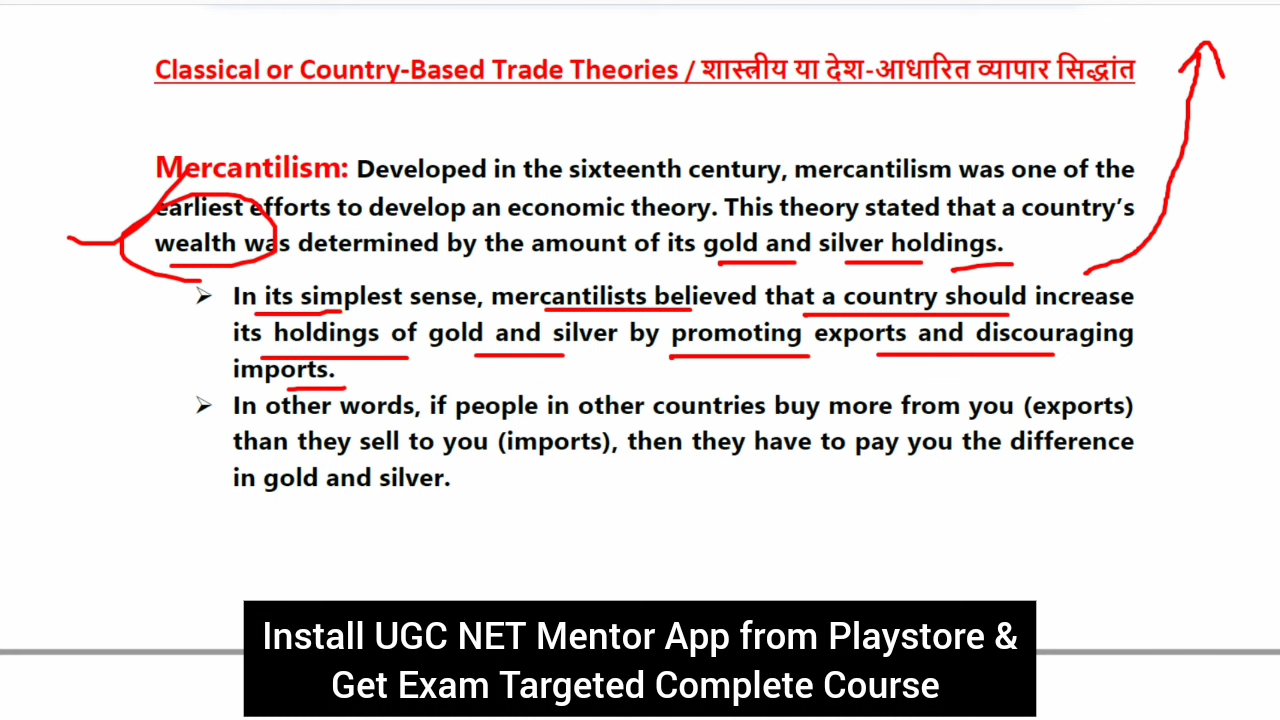 Classical or Country-Based Trade Theories / शास्त्रीय या देश-आधारित व्यापार सिद्धांत
Mercantilism: Developed in the sixteenth century, mercantilism was one of the
earliest efforts to develop an economic theory. This theory stated that a country’s
wealth was determined by the amount of its gold and silver holdings.
➢ In its simplest sense, mercantilists believed that a country should increase
its holdings of gold and silver by promoting exports and discouraging
imports.
➢ In other words, if people in other countries buy more from you (exports)
than they sell to you (imports), then they have to pay you the difference
in gold and silver.
Install UGC NET Mentor App from Playstore &
Get Exam Targeted Complete Course